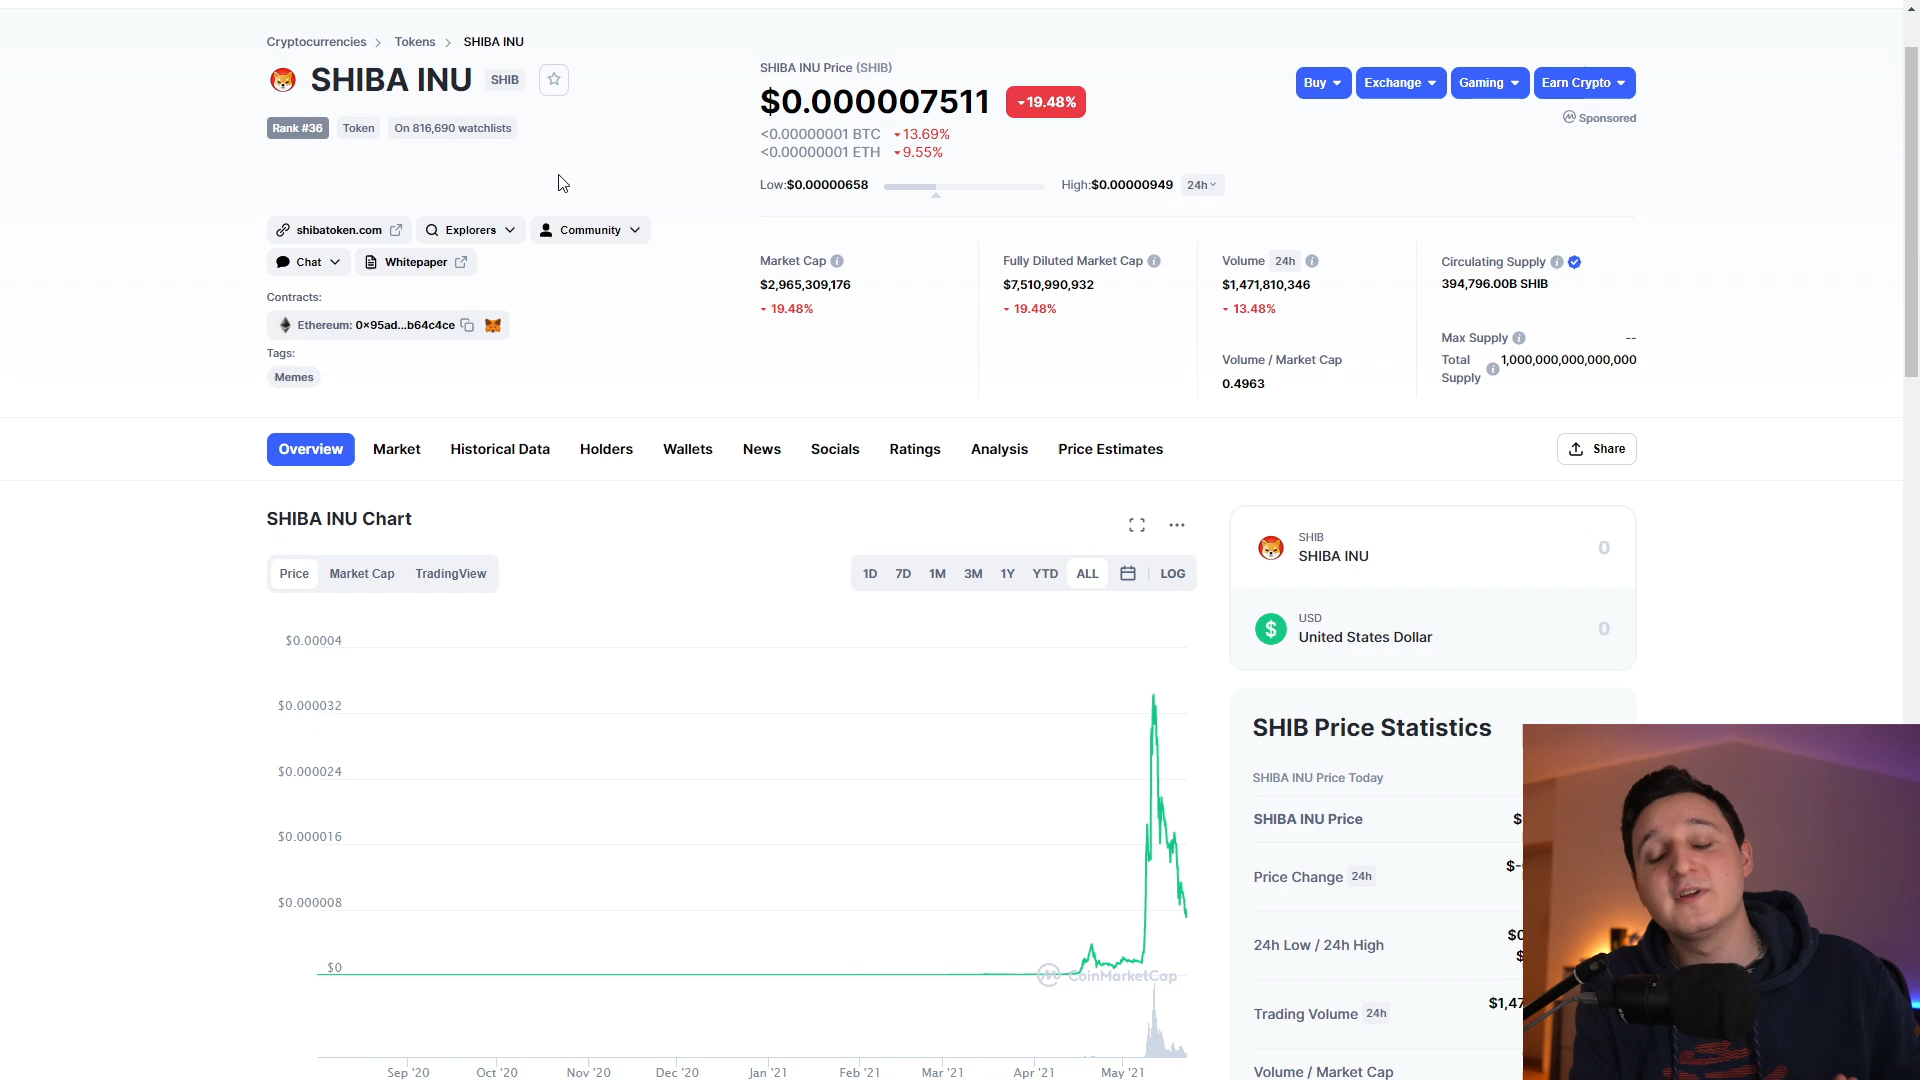 Cryptocurrencies > Tokens > SHIBA INU
SHIBA INU SHIB
Rank #36 Token On 816,690 watchlists
shibatoken.com Explorers Community
Chat Whitepaper
Contracts:
Ethereum: 0x95ad...b64c4ce
Tags:
Memes
SHIBA INU Price (SHIB)
$0.000007511 19.48%
<0.00000001 BTC 13.69%
<0.00000001 ETH 9.55%
Low:$0.00000658 High:$0.00000949 24h
Buy Exchange Gaming Earn Crypto
Sponsored
Market Cap
$2,965,309,176
19.48%
Fully Diluted Market Cap
$7,510,990,932
19.48%
Volume 24h
$1,471,810,346
13.48%
Volume / Market Cap
0.4963
Circulating Supply
394,796.00B SHIB
Max Supply --
Total Supply 1,000,000,000,000,000
Overview Market Historical Data Holders Wallets News Socials Ratings Analysis Price Estimates Share
SHIBA INU Chart
Price Market Cap TradingView 1D 7D 1M 3M 1Y YTD ALL LOG
$0.00004
$0.000032
$0.000024
$0.000016
$0.000008
$0
CoinMarketCap
Sep '20 Oct '20 Nov '20 Dec '20 Jan '21 Feb '21 Mar '21 Apr '21 May '21
SHIB
SHIBA INU 0
USD
United States Dollar 0
SHIB Price Statistics
SHIBA INU Price Today
SHIBA INU Price $
Price Change 24h $-
24h Low / 24h High $0
$
Trading Volume 24h $1,47
Volume / Market Cap